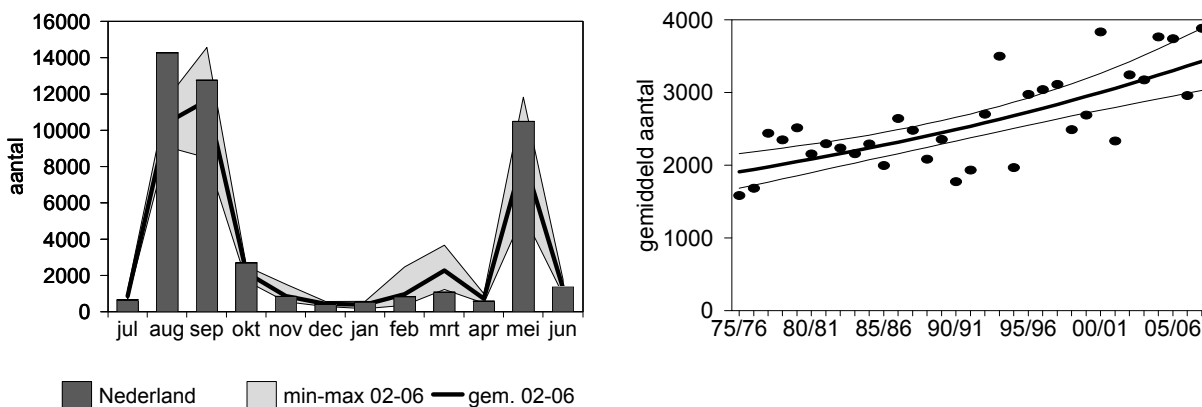 aantal
16000
14000
12000
10000
8000
6000
4000
2000
0
jul aug sep okt nov dec jan feb mrt apr mei jun
Nederland min-max 02-06 gem. 02-06
gemiddeld aantal
4000
3000
2000
1000
0
75/76 80/81 85/86 90/91 95/96 00/01 05/06